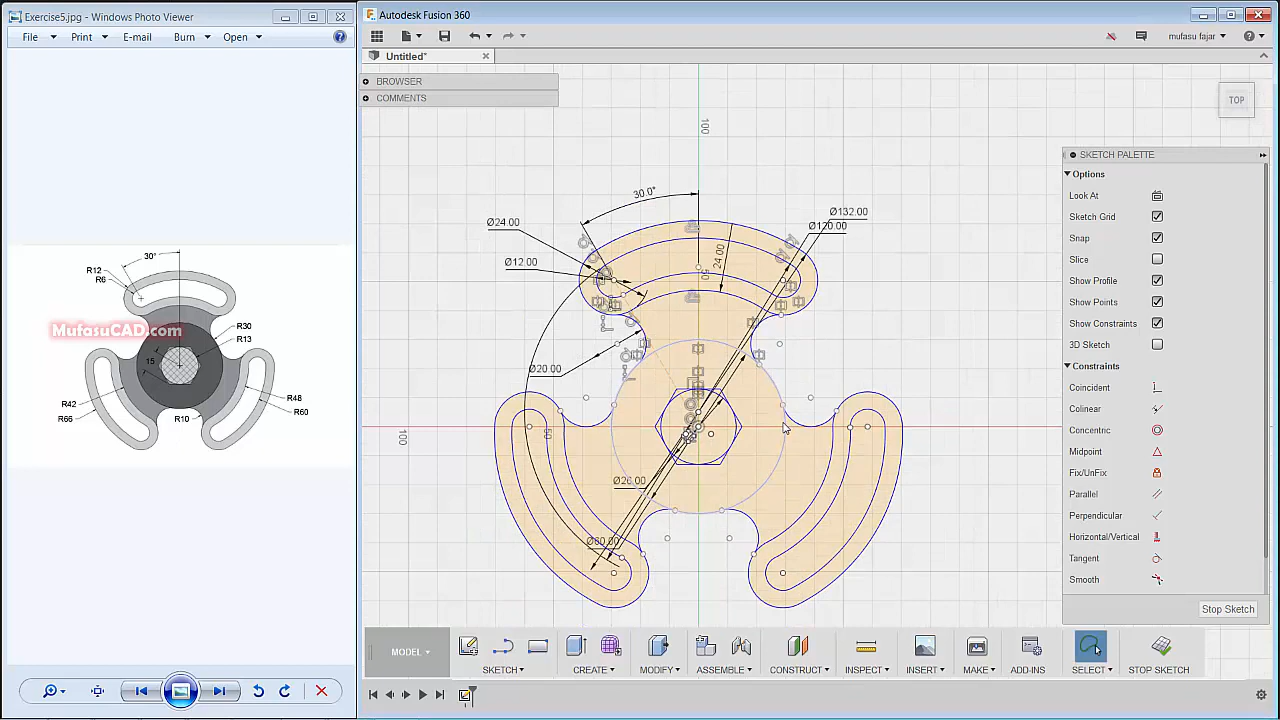 Exercise5.jpg - Windows Photo Viewer
File Print E-mail Burn Open
30°
R12
R6
MufasuCAD.com
R30
R13
15
R42
R66
R48
R60
R10
Autodesk Fusion 360
mufasu fajar
Untitled*
BROWSER
COMMENTS
TOP
100
30.0°
Ø24.00
Ø132.00
Ø120.00
Ø12.00
24.00
50
Ø20.00
100
50
Ø26.00
Ø60.00
SKETCH PALETTE
Options
Look At
Sketch Grid
Snap
Slice
Show Profile
Show Points
Show Constraints
3D Sketch
Constraints
Coincident
Colinear
Concentric
Midpoint
Fix/UnFix
Parallel
Perpendicular
Horizontal/Vertical
Tangent
Smooth
Stop Sketch
MODEL
SKETCH CREATE MODIFY ASSEMBLE CONSTRUCT INSPECT INSERT MAKE ADD-INS SELECT STOP SKETCH